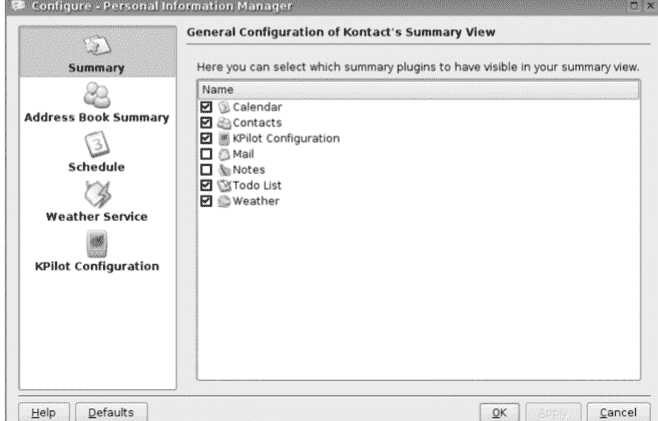 Configure - Personal Information Manager
General Configuration of Kontact's Summary View
Summary
Address Book Summary
Schedule
Weather Service
KPilot Configuration
Here you can select which summary plugins to have visible in your summary view.
Name
Calendar
Contacts
KPilot Configuration
Mail
Notes
Todo List
Weather
Help
Defaults
OK
Apply
Cancel